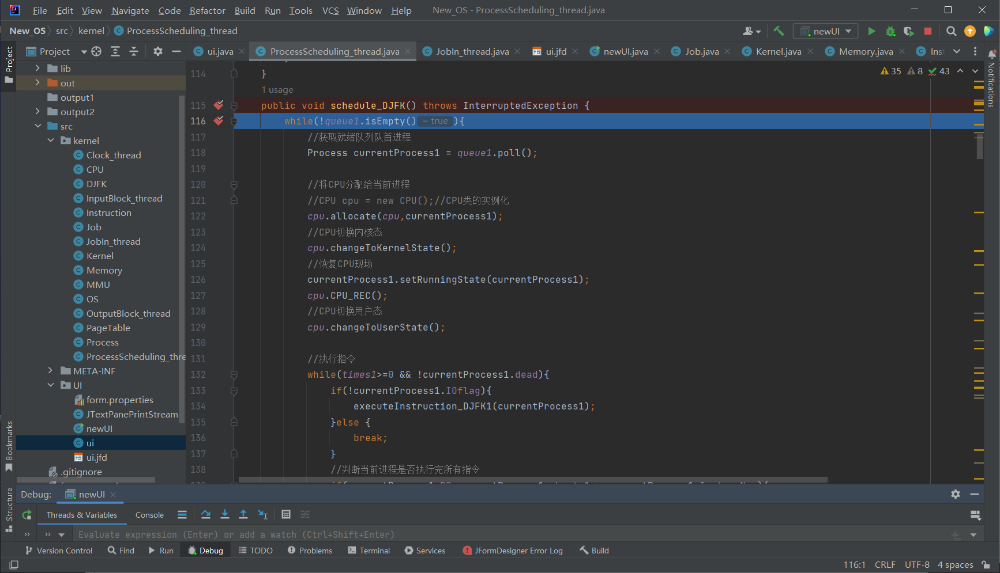 File Edit View Navigate Code Refactor Build Run Tools VCS Window Help New_OS - ProcessScheduling_thread.java
New_OS src kernel ProcessScheduling_thread newUI
Project ui.java ProcessScheduling_thread.java JobIn_thread.java ui.jfd newUI.java Job.java Kernel.java Memory.java
Project
Notifications
Bookmarks
Structure
lib
out
output1
output2
src
kernel
Clock_thread
CPU
DJFK
InputBlock_thread
Instruction
Job
JobIn_thread
Kernel
Memory
MMU
OS
OutputBlock_thread
PageTable
Process
ProcessScheduling_thre
META-INF
UI
form.properties
JTextPanePrintStream
newUI
ui
ui.jfd
.gitignore
35 8 43
114 }
1 usage
115 public void schedule_DJFK() throws InterruptedException {
116 while(!queue1.isEmpty() = true ){
117 //获取就绪队列队首进程
118 Process currentProcess1 = queue1.poll();
119
120 //将CPU分配给当前进程
121 //CPU cpu = new CPU();//CPU类的实例化
122 cpu.allocate(cpu,currentProcess1);
123 //CPU切换内核态
124 cpu.changeToKernelState();
125 //恢复CPU现场
126 currentProcess1.setRunningState(currentProcess1);
127 cpu.CPU_REC();
128 //CPU切换用户态
129 cpu.changeToUserState();
130
131 //执行指令
132 while(times1>=0 && !currentProcess1.dead){
133 if(!currentProcess1.IOflag){
134 executeInstruction_DJFK1(currentProcess1);
135 }else {
136 break;
137 }
138 //判断当前进程是否执行完所有指令
Debug: newUI
Threads & Variables Console
Evaluate expression (Enter) or add a watch (Ctrl+Shift+Enter)
Version Control Find Run Debug TODO Problems Terminal Services JFormDesigner Error Log Build
116:1 CRLF UTF-8 4 spaces